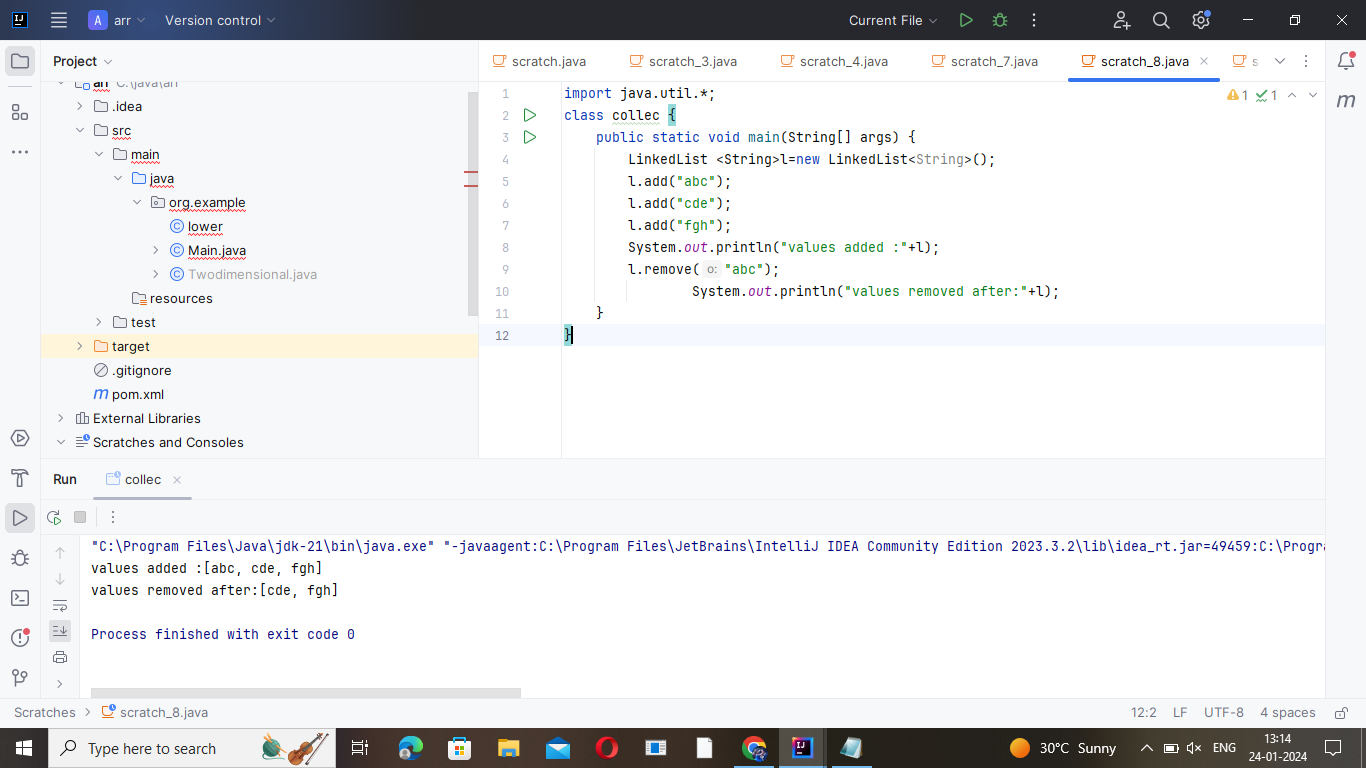 A arr Version control Current File
Project
scratch.java scratch_3.java scratch_4.java scratch_7.java scratch_8.java
arr C:\java\arr
.idea
src
main
java
org.example
lower
Main.java
Twodimensional.java
resources
test
target
.gitignore
m pom.xml
External Libraries
Scratches and Consoles
1 import java.util.*;
2 class collec {
3 public static void main(String[] args) {
4 LinkedList <String>l=new LinkedList<String>();
5 l.add("abc");
6 l.add("cde");
7 l.add("fgh");
8 System.out.println("values added :"+l);
9 l.remove( o: "abc");
10 System.out.println("values removed after:"+l);
11 }
12 }
1 1
m
Run collec
"C:\Program Files\Java\jdk-21\bin\java.exe" "-javaagent:C:\Program Files\JetBrains\IntelliJ IDEA Community Edition 2023.3.2\lib\idea_rt.jar=49459:C:\Progra
values added :[abc, cde, fgh]
values removed after:[cde, fgh]
Process finished with exit code 0
Scratches scratch_8.java 12:2 LF UTF-8 4 spaces
Type here to search 30°C Sunny ENG 13:14
24-01-2024